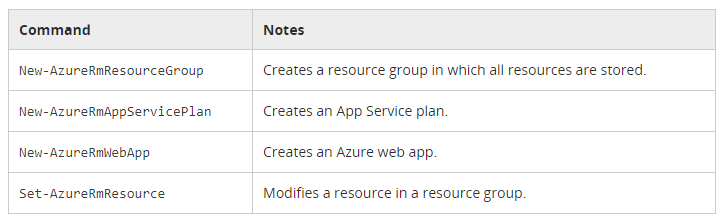 Command Notes
New-AzureRmResourceGroup Creates a resource group in which all resources are stored.
New-AzureRmAppServicePlan Creates an App Service plan.
New-AzureRmWebApp Creates an Azure web app.
Set-AzureRmResource Modifies a resource in a resource group.